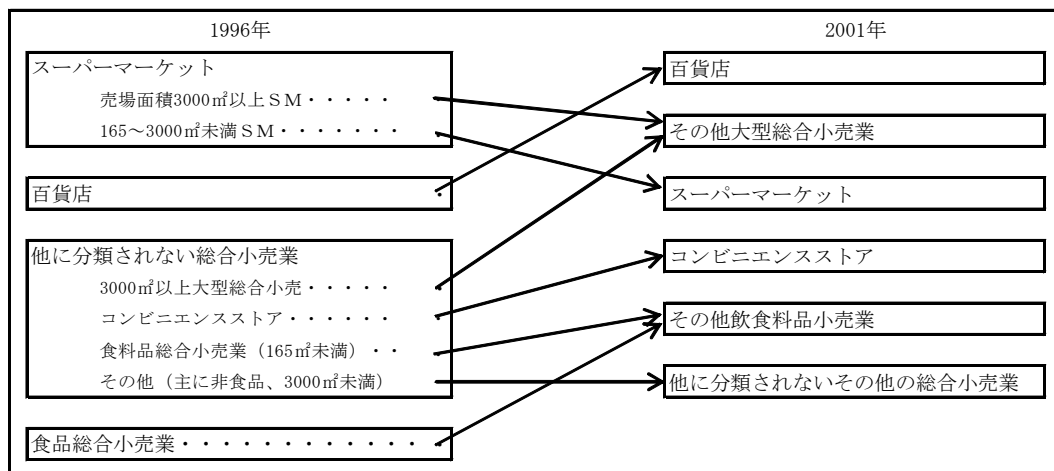 1996年
スーパーマーケット
売場面積3000㎡以上ＳＭ・・・・・
165～3000㎡未満ＳＭ・・・・・・・
百貨店
他に分類されない総合小売業
3000㎡以上大型総合小売・・・・・
コンビニエンスストア・・・・・・
食料品総合小売業（165㎡未満）・・
その他（主に非食品、3000㎡未満）
食品総合小売業・・・・・・・・・・・・・
2001年
百貨店
その他大型総合小売業
スーパーマーケット
コンビニエンスストア
その他飲食料品小売業
他に分類されないその他の総合小売業